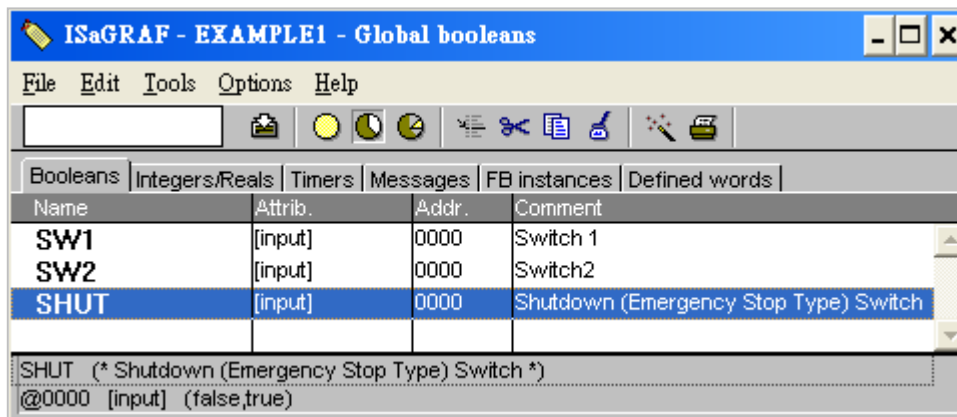 ISaGRAF - EXAMPLE1 - Global booleans
File Edit Tools Options Help
Booleans Integers/Reals Timers Messages FB instances Defined words
Name Attrib. Addr. Comment
SW1 [input] 0000 Switch 1
SW2 [input] 0000 Switch2
SHUT [input] 0000 Shutdown (Emergency Stop Type) Switch
SHUT (* Shutdown (Emergency Stop Type) Switch *)
@0000 [input] (false,true)